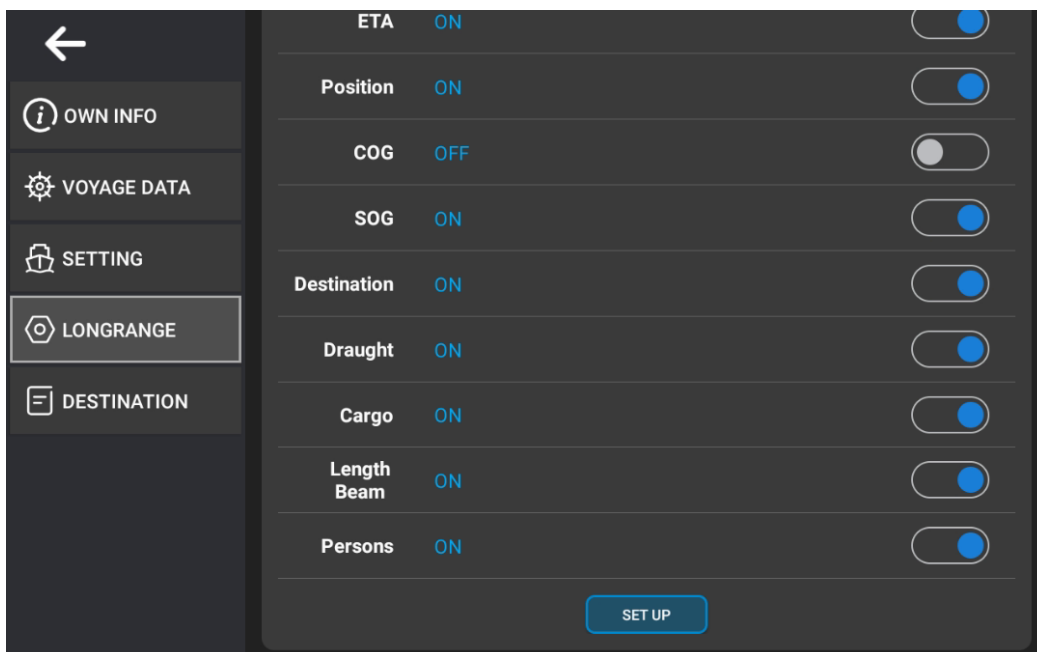 OWN INFO
VOYAGE DATA
SETTING
LONGRANGE
DESTINATION
ETA ON
Position ON
COG OFF
SOG ON
Destination ON
Draught ON
Cargo ON
Length
Beam ON
Persons ON
SET UP